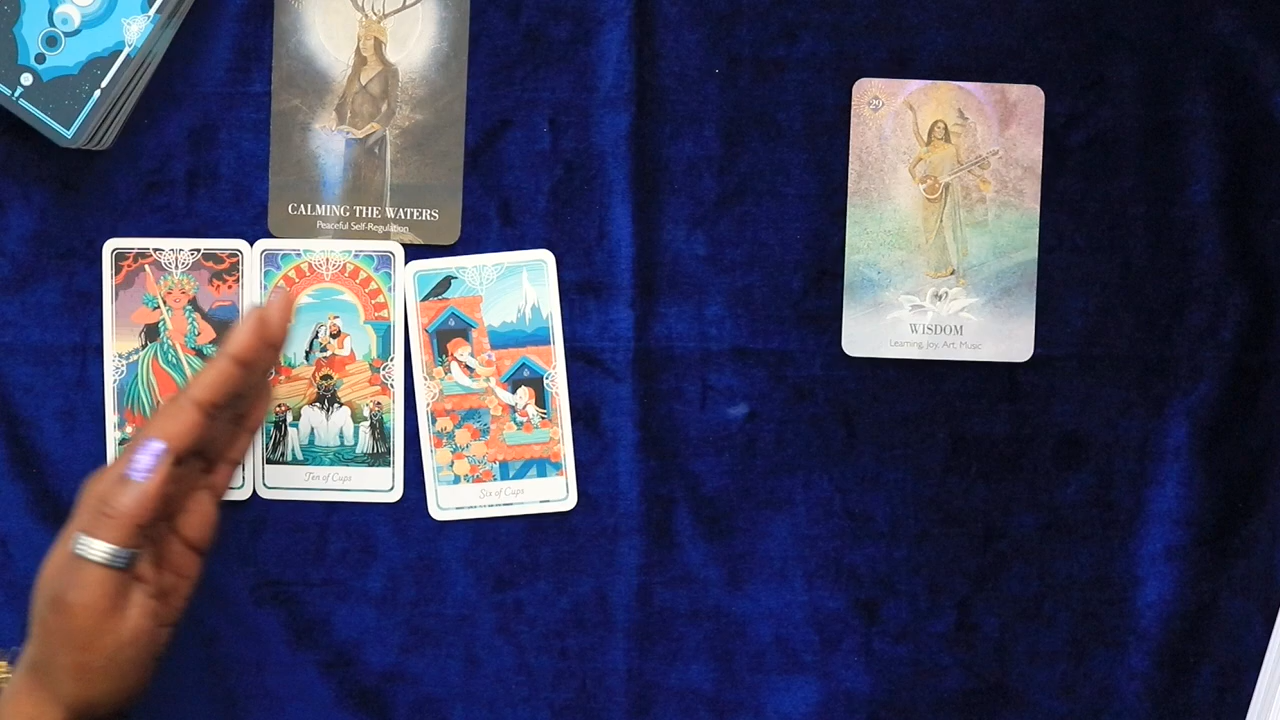 CALMING THE WATERS
Peaceful Self-Regulation
29
WISDOM
Learning, Joy, Art, Music
Ten of Cups
Six of Cups